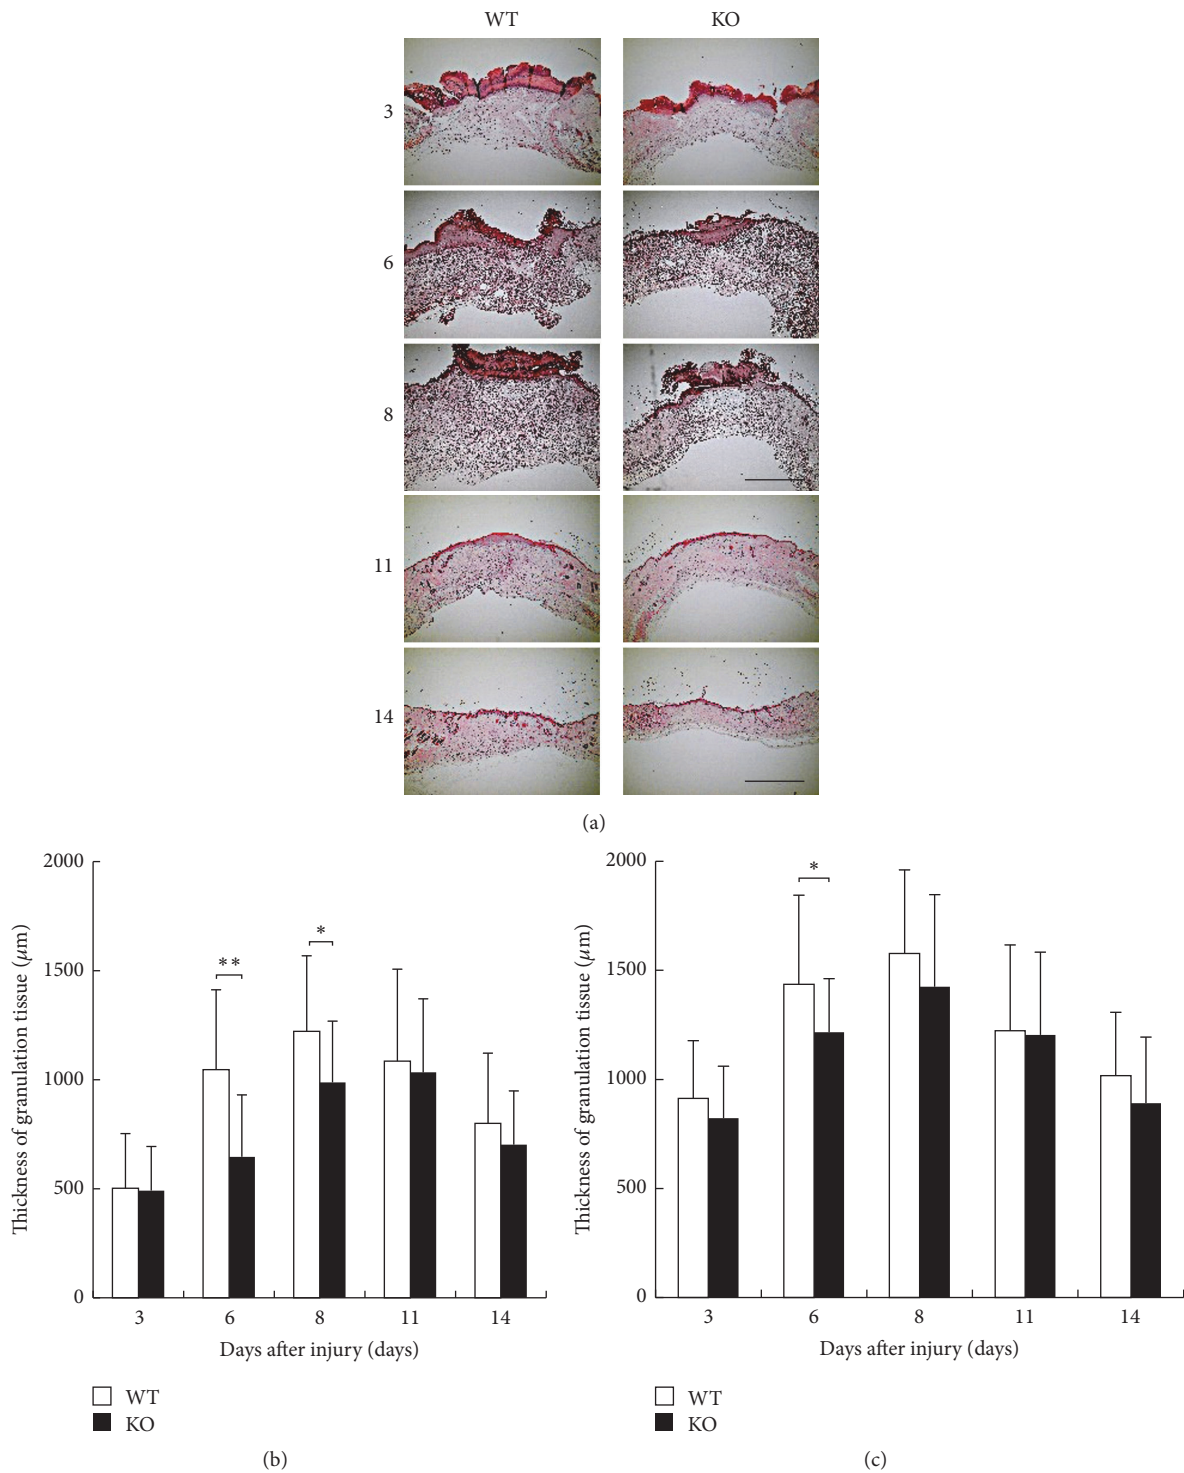 WT KO
3
6
8
11
14
(a)
2000
1500
1000
500
0
Thickness of granulation tissue (μm)
**
*
3 6 8 11 14
Days after injury (days)
WT
KO
(b)
2000
1500
1000
500
0
Thickness of granulation tissue (μm)
*
3 6 8 11 14
Days after injury (days)
WT
KO
(c)